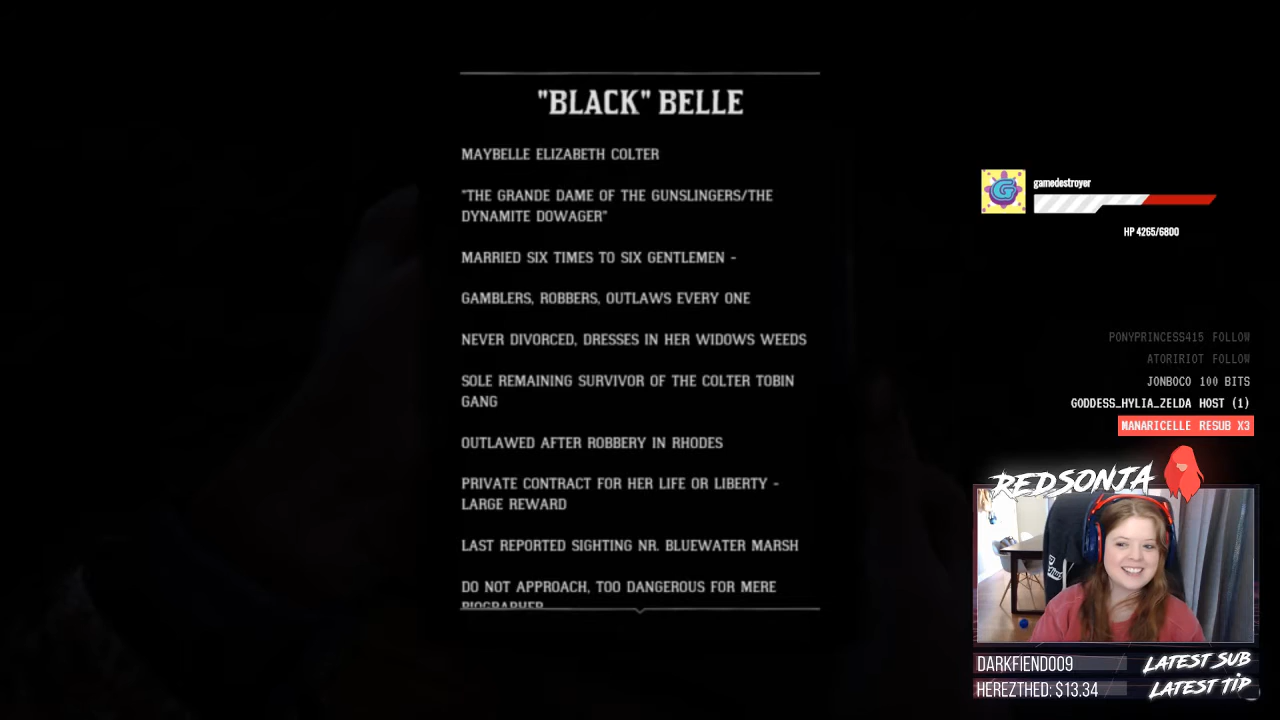 "BLACK" BELLE
MAYBELLE ELIZABETH COLTER
"THE GRANDE DAME OF THE GUNSLINGERS/THE
DYNAMITE DOWAGER"
MARRIED SIX TIMES TO SIX GENTLEMEN -
GAMBLERS, ROBBERS, OUTLAWS EVERY ONE
NEVER DIVORCED, DRESSES IN HER WIDOWS WEEDS
SOLE REMAINING SURVIVOR OF THE COLTER TOBIN
GANG
OUTLAWED AFTER ROBBERY IN RHODES
PRIVATE CONTRACT FOR HER LIFE OR LIBERTY -
LARGE REWARD
LAST REPORTED SIGHTING NR. BLUEWATER MARSH
DO NOT APPROACH, TOO DANGEROUS FOR MERE
BIOGRAPHER
gamedestroyer
HP 4265/6800
PONYPRINCESS415 FOLLOW
ATORIRIOT FOLLOW
JONBOCO 100 BITS
GODDESS_HYLIA_ZELDA HOST (1)
MANARICELLE RESUB X3
REDSONJA
DARKFIEND009 LATEST SUB
HEREZTHED: $13.34 LATEST TIP